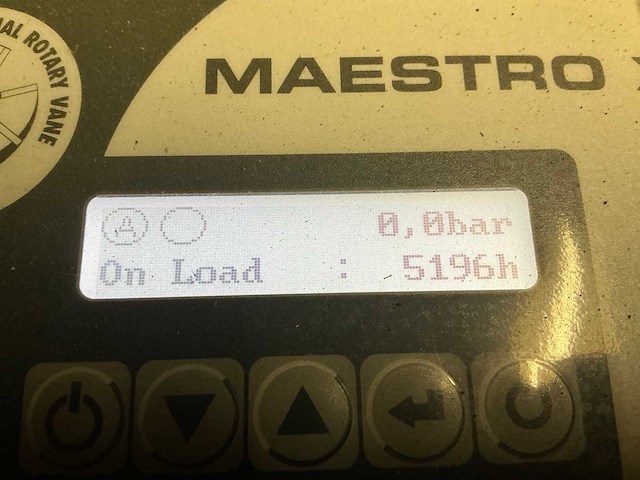 AL ROTARY VANE
MAESTRO
A 0,0bar
On Load : 5196h